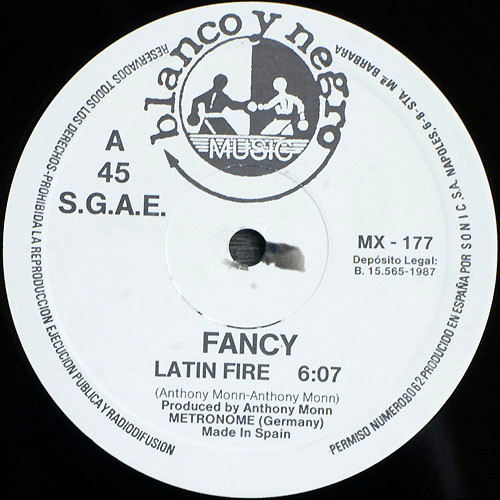 blanco y negro
MUSIC
A
45
S.G.A.E.
MX - 177
Depósito Legal:
B. 15.565-1987
FANCY
LATIN FIRE 6:07
(Anthony Monn-Anthony Monn)
Produced by Anthony Monn
METRONOME (Germany)
Made In Spain
RESERVADOS TODOS LOS DERECHOS-PROHIBIDA LA REPRODUCCION EJECUCION PUBLICA Y RADIODIFUSION
PERMISO NUMERO 8062 PRODUCIDO EN ESPAÑA POR S O N I C S.A. NAPOLES, 6-8-STA. Mª. BARBARA